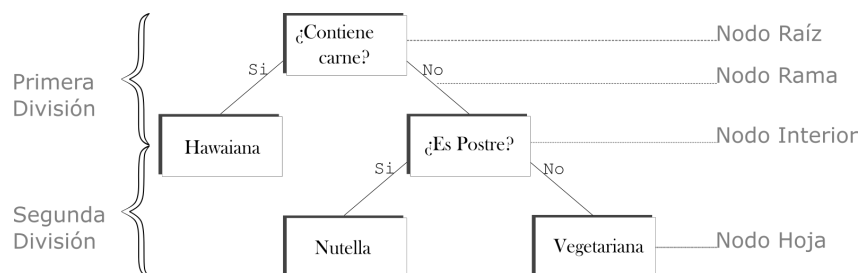 ¿Contiene
carne?
Nodo Raíz
Si
No
Nodo Rama
Primera
División
Hawaiana
¿Es Postre?
Nodo Interior
Si
No
Segunda
División
Nutella
Vegetariana
Nodo Hoja